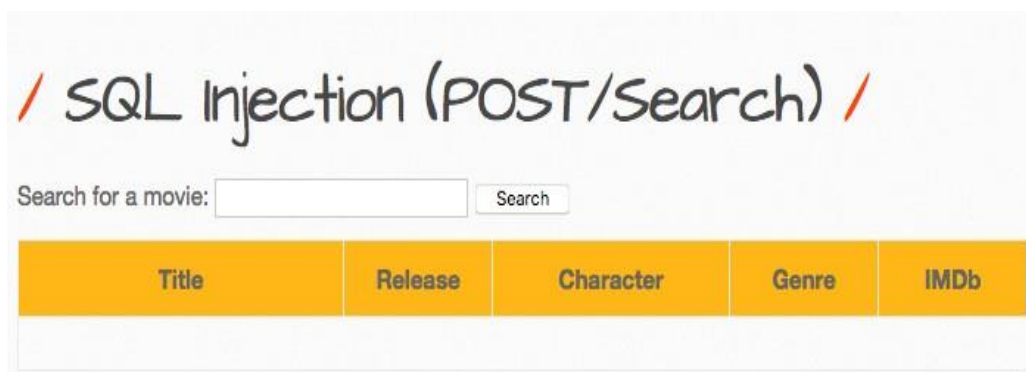 / SQL Injection (POST/Search) /
Search for a movie: Search
Title Release Character Genre IMDb